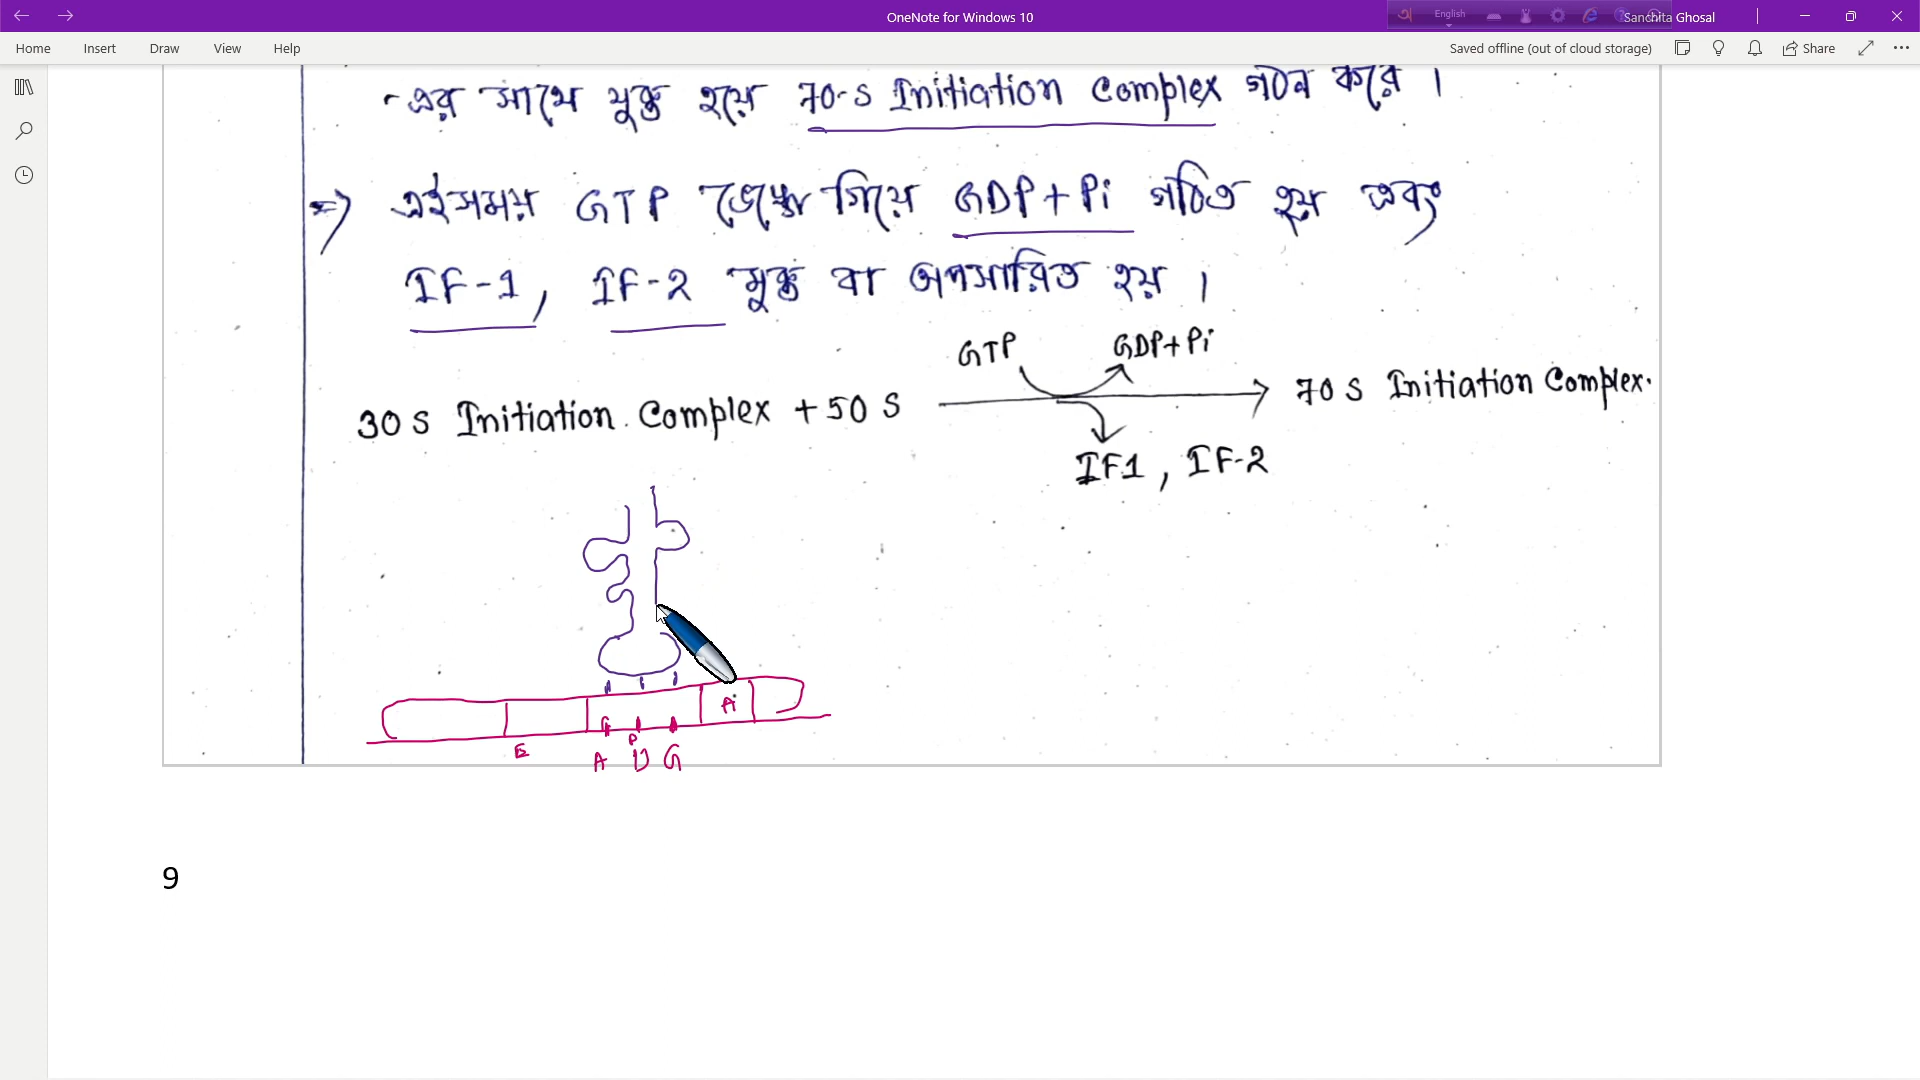 OneNote for Windows 10
English
Sanchita Ghosal
Home Insert Draw View Help
Saved offline (out of cloud storage)
Share
-এর সাথে যুক্ত হয়ে 70-S Initiation Complex গঠন করে ।
=> এইসময় GTP ভেঙ্গে গিয়ে GDP + Pi গঠিত হয় এবং
IF-1, IF-2 মুক্ত বা অপসারিত হয় ।
GTP GDP+Pi
30 S Initiation Complex + 50 S 70 S Initiation Complex.
IF1, IF-2
E P
A U G
9